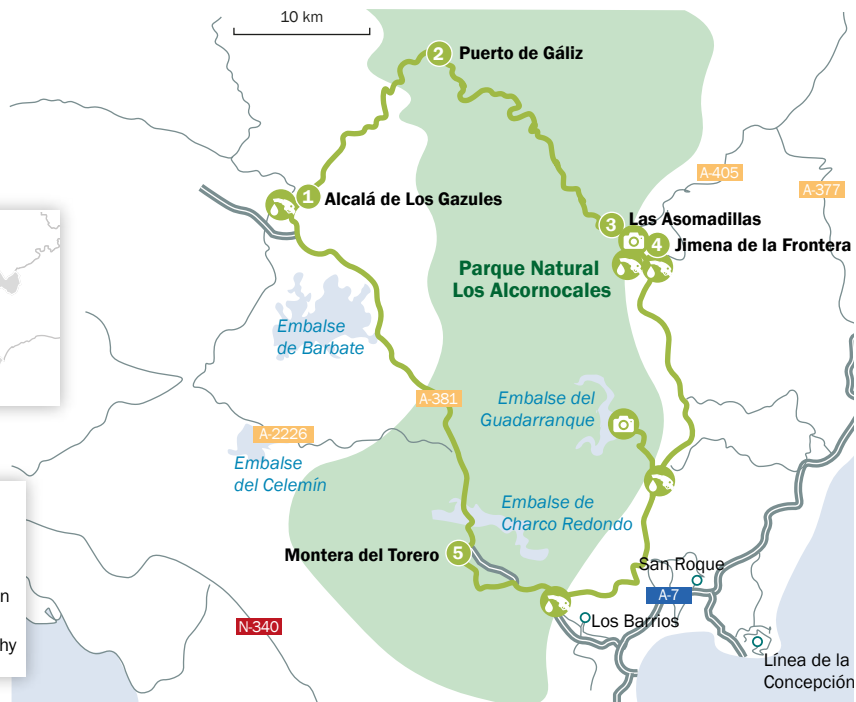 10 km
2
Puerto de Gáliz
A-405
A-377
1
Alcalá de Los Gazules
3
Las Asomadillas
4
Jimena de la Frontera
Parque Natural
Los Alcornocales
Embalse
de Barbate
A-381
Embalse del
Guadarranque
A-2226
Embalse
del Celemín
Embalse de
Charco Redondo
Montera del Torero
5
San Roque
A-7
Los Barrios
N-340
Línea de la
Concepción